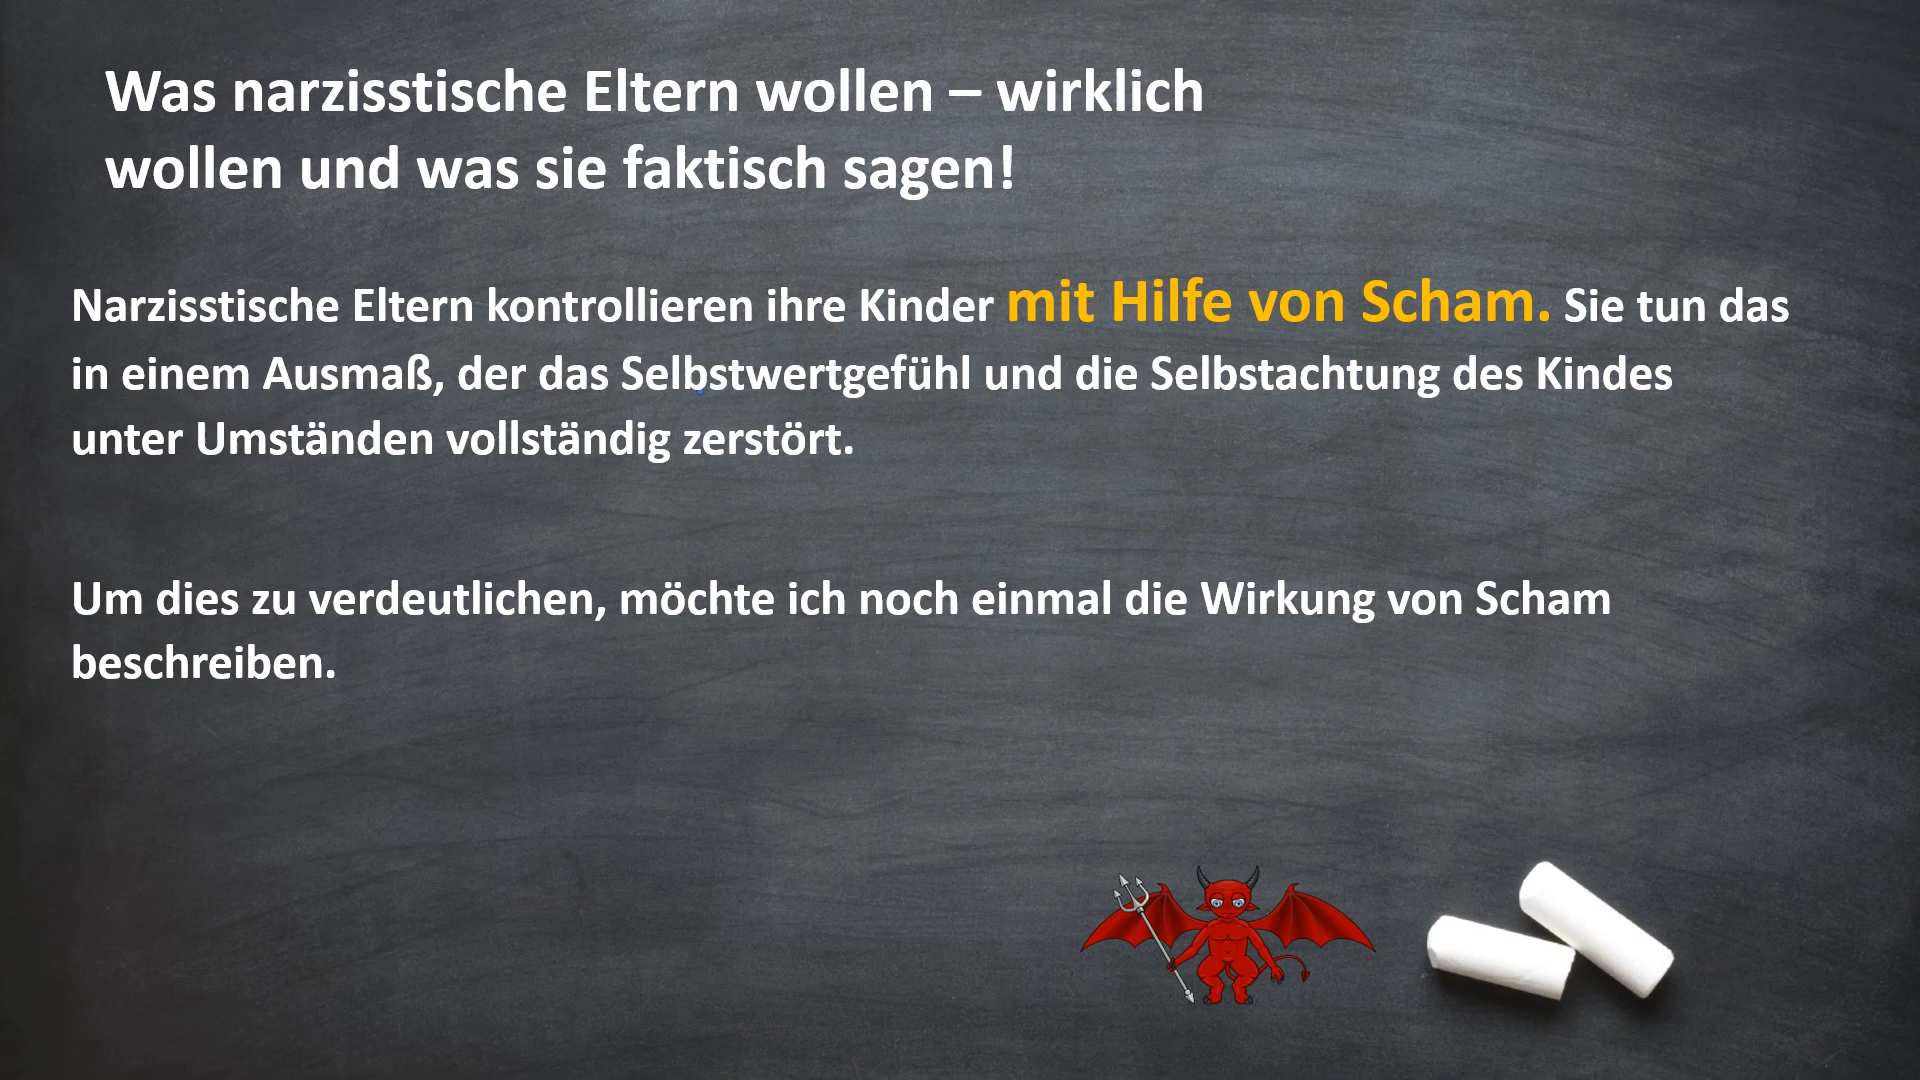 Was narzisstische Eltern wollen – wirklich
wollen und was sie faktisch sagen!
Narzisstische Eltern kontrollieren ihre Kinder mit Hilfe von Scham. Sie tun das
in einem Ausmaß, der das Selbstwertgefühl und die Selbstachtung des Kindes
unter Umständen vollständig zerstört.
Um dies zu verdeutlichen, möchte ich noch einmal die Wirkung von Scham
beschreiben.